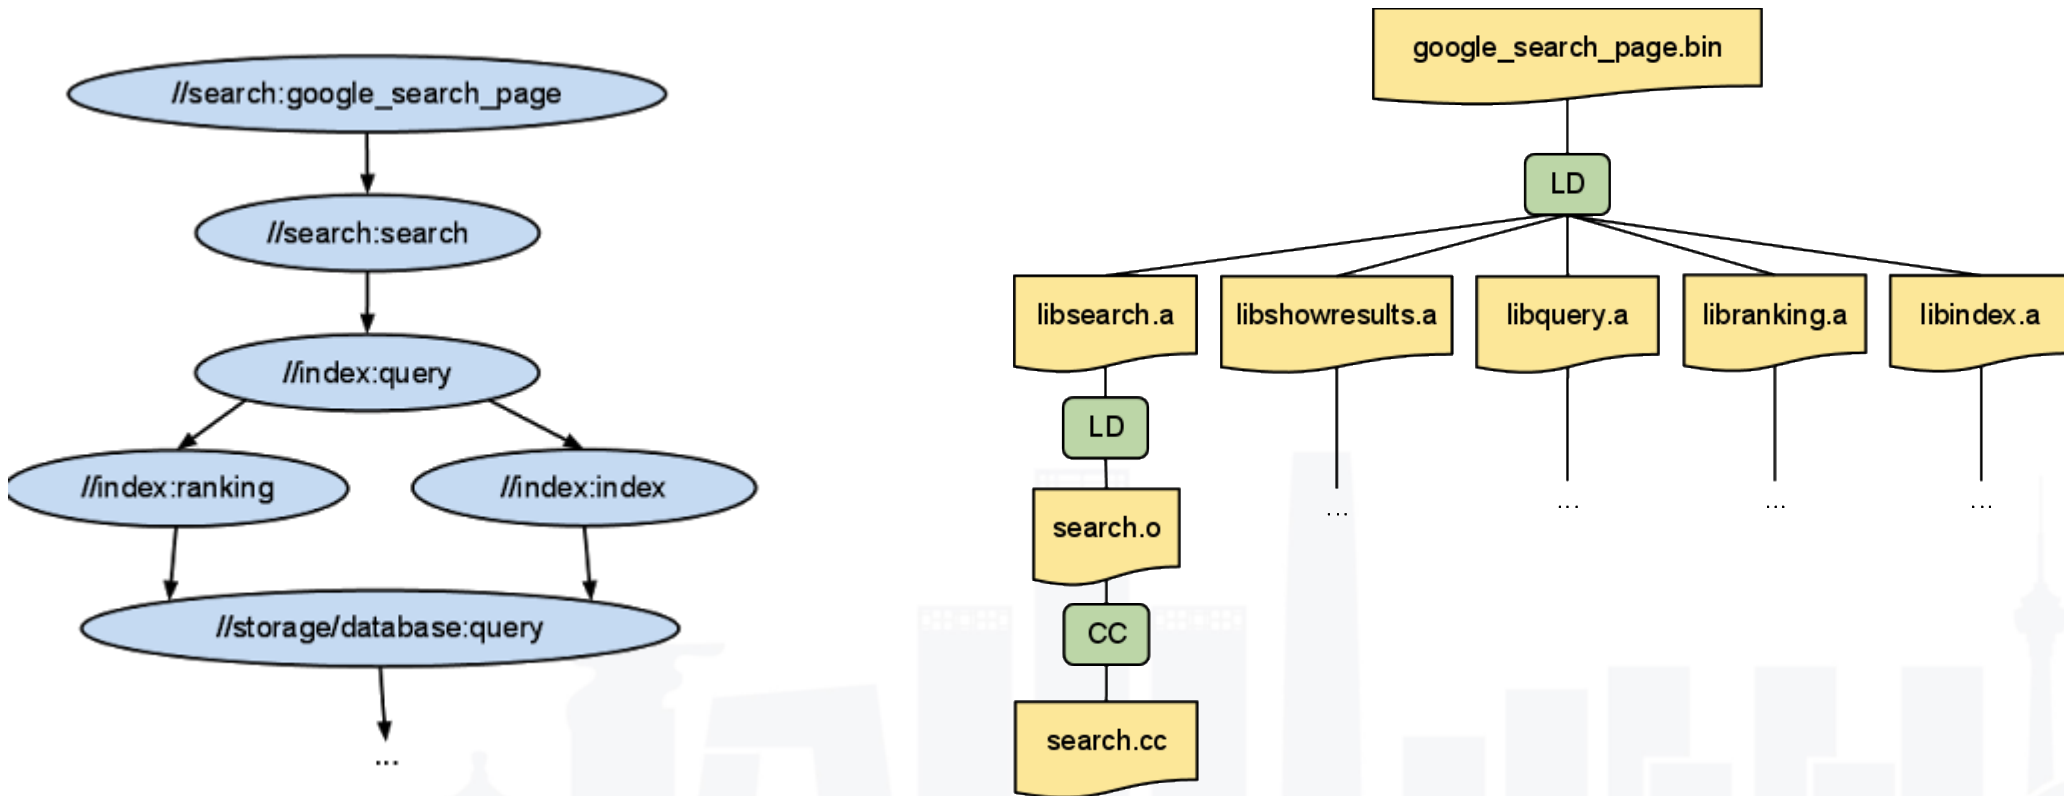 //search:google_search_page
//search:search
//index:query
//index:ranking
//index:index
//storage/database:query
...
google_search_page.bin
LD
libsearch.a
libshowresults.a
libquery.a
libranking.a
libindex.a
LD
search.o
...
...
...
...
CC
search.cc